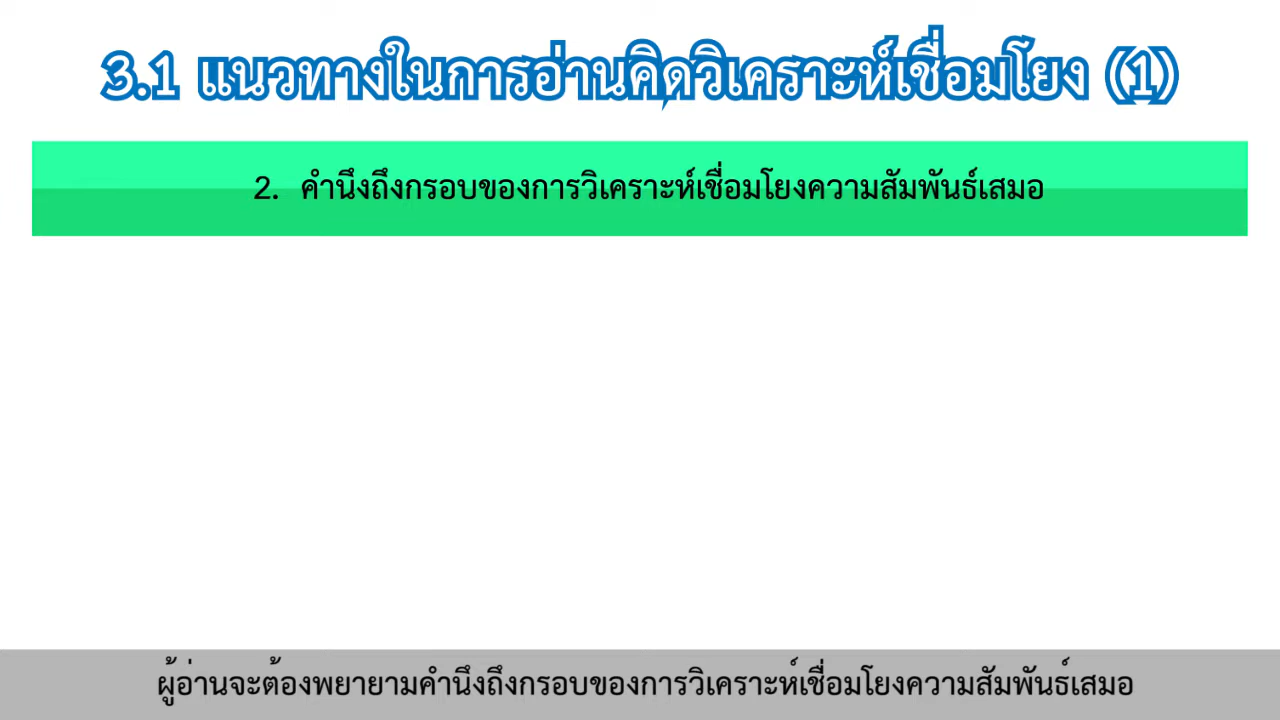 3.1 แนวทางในการอ่านคิดวิเคราะห์เชื่อมโยง (1)
2. คำนึงถึงกรอบของการวิเคราะห์เชื่อมโยงความสัมพันธ์เสมอ
ผู้อ่านจะต้องพยายามคำนึงถึงกรอบของการวิเคราะห์เชื่อมโยงความสัมพันธ์เสมอ